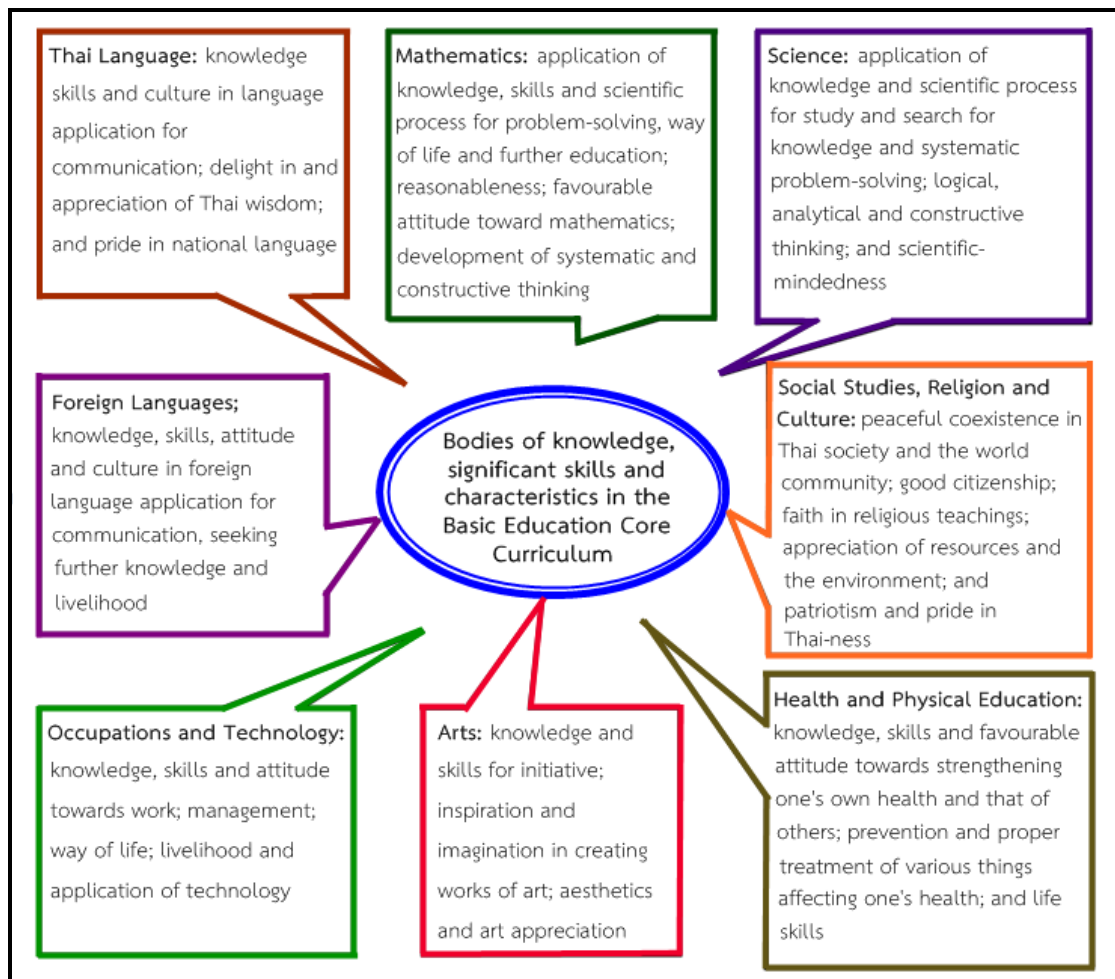 Thai Language: knowledge
skills and culture in language
application for
communication; delight in and
appreciation of Thai wisdom;
and pride in national language
Mathematics: application of
knowledge, skills and scientific
process for problem-solving, way
of life and further education;
reasonableness; favourable
attitude toward mathematics;
development of systematic and
constructive thinking
Science: application of
knowledge and scientific process
for study and search for
knowledge and systematic
problem-solving; logical,
analytical and constructive
thinking; and scientific-
mindedness
Foreign Languages;
knowledge, skills, attitude
and culture in foreign
language application for
communication, seeking
further knowledge and
livelihood
Bodies of knowledge,
significant skills and
characteristics in the
Basic Education Core
Curriculum
Social Studies, Religion and
Culture: peaceful coexistence in
Thai society and the world
community; good citizenship;
faith in religious teachings;
appreciation of resources and
the environment; and
patriotism and pride in
Thai-ness
Occupations and Technology:
knowledge, skills and attitude
towards work; management;
way of life; livelihood and
application of technology
Arts: knowledge and
skills for initiative;
inspiration and
imagination in creating
works of art; aesthetics
and art appreciation
Health and Physical Education:
knowledge, skills and favourable
attitude towards strengthening
one's own health and that of
others; prevention and proper
treatment of various things
affecting one's health; and life
skills